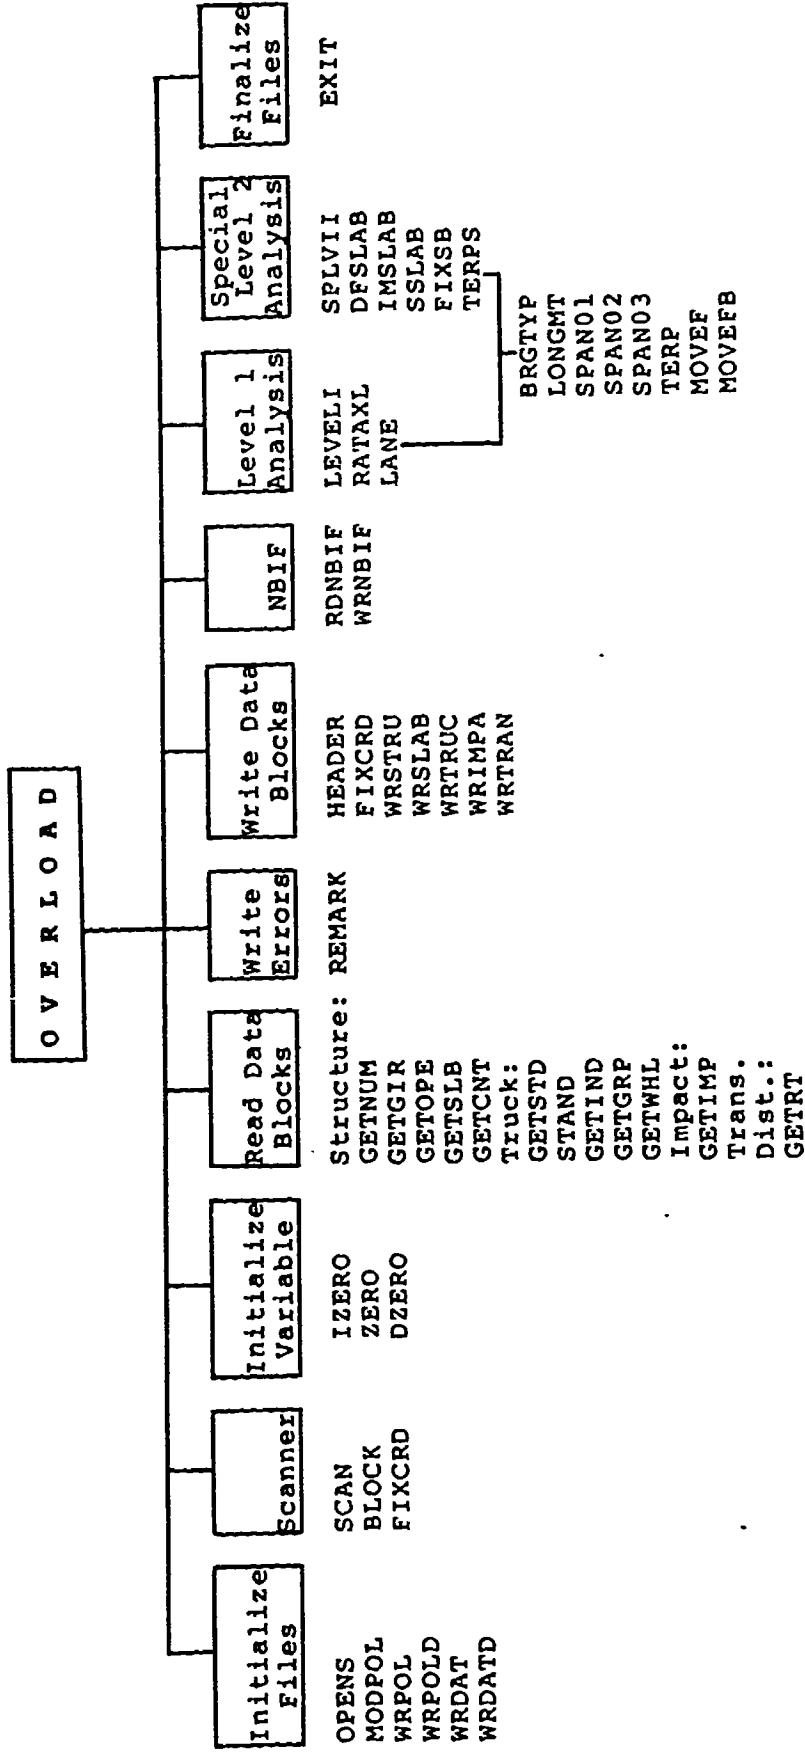 O V E R L O A D
Initialize
Files
OPENS
MODPOL
WRPOL
WRPOLD
WRDAT
WRDATD
Scanner
SCAN
BLOCK
FIXCRD
Initialize
Variable
IZERO
ZERO
DZERO
Read Data
Blocks
Structure:
GETNUM
GETGIR
GETOPE
GETSLB
GETCNT
Truck:
GETSTD
STAND
GETIND
GETGRP
GETWHL
Impact:
GETIMP
Trans.
Dist.:
GETRT
Write
Errors
REMARK
Write Data
Blocks
HEADER
FIXCRD
WRSTRU
WRSLAB
WRTRUC
WRIMPA
WRTRAN
NBIF
RDNBIF
WRNBIF
Level 1
Analysis
LEVELI
RATAXL
LANE
Special
Level 2
Analysis
SPLVII
DFSLAB
IMSLAB
SSLAB
FIXSB
TERPS
BRGTYP
LONGMT
SPAN01
SPAN02
SPAN03
TERP
MOVEF
MOVEFB
Finalize
Files
EXIT